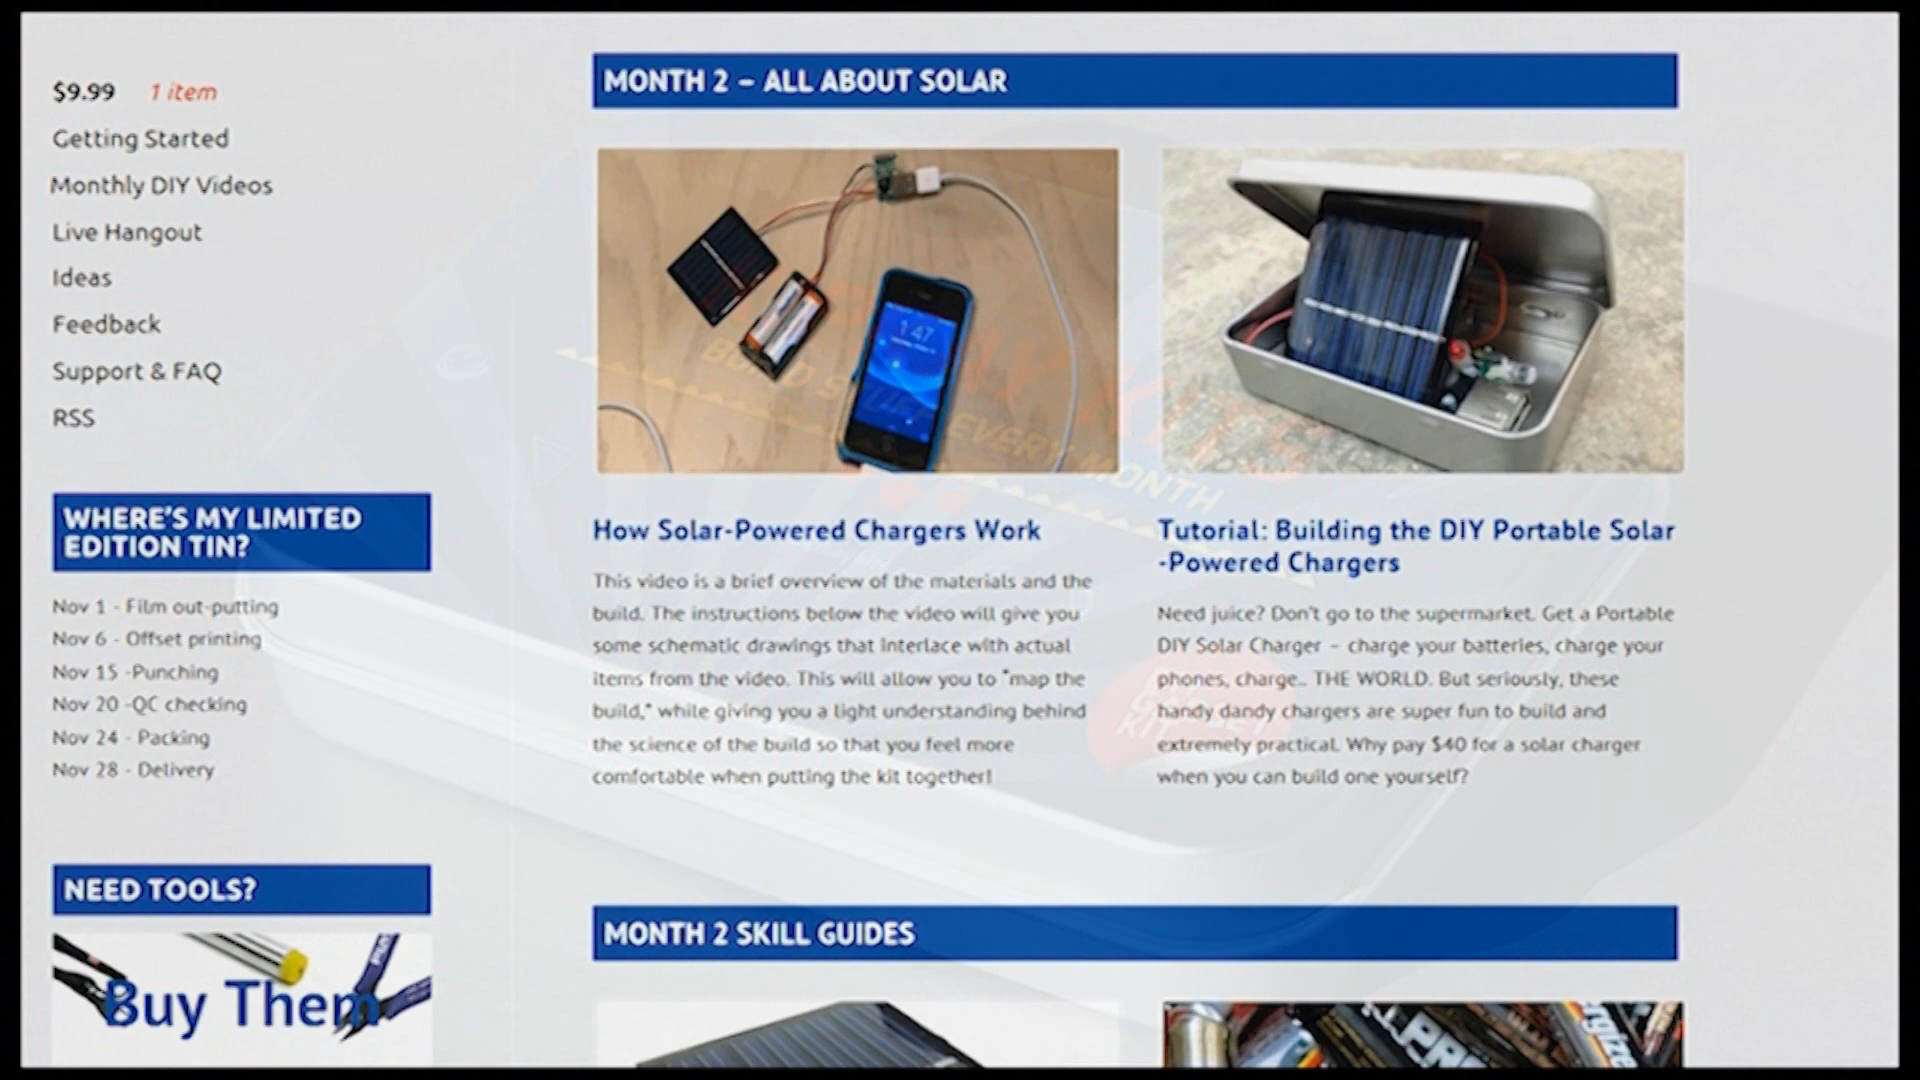 $9.99 1 item
Getting Started
Monthly DIY Videos
Live Hangout
Ideas
Feedback
Support & FAQ
RSS
WHERE'S MY LIMITED
EDITION TIN?
Nov 1 - Film out-putting
Nov 6 - Offset printing
Nov 15 -Punching
Nov 20 -QC checking
Nov 24 - Packing
Nov 28 - Delivery
NEED TOOLS?
Buy Them
MONTH 2 – ALL ABOUT SOLAR
1:47
BUILD STUFF EVERY MONTH
How Solar-Powered Chargers Work
This video is a brief overview of the materials and the
build. The instructions below the video will give you
some schematic drawings that interlace with actual
items from the video. This will allow you to "map the
build," while giving you a light understanding behind
the science of the build so that you feel more
comfortable when putting the kit together!
Tutorial: Building the DIY Portable Solar
-Powered Chargers
Need juice? Don't go to the supermarket. Get a Portable
DIY Solar Charger – charge your batteries, charge your
phones, charge... THE WORLD. But seriously, these
handy dandy chargers are super fun to build and
extremely practical. Why pay $40 for a solar charger
when you can build one yourself?
MONTH 2 SKILL GUIDES